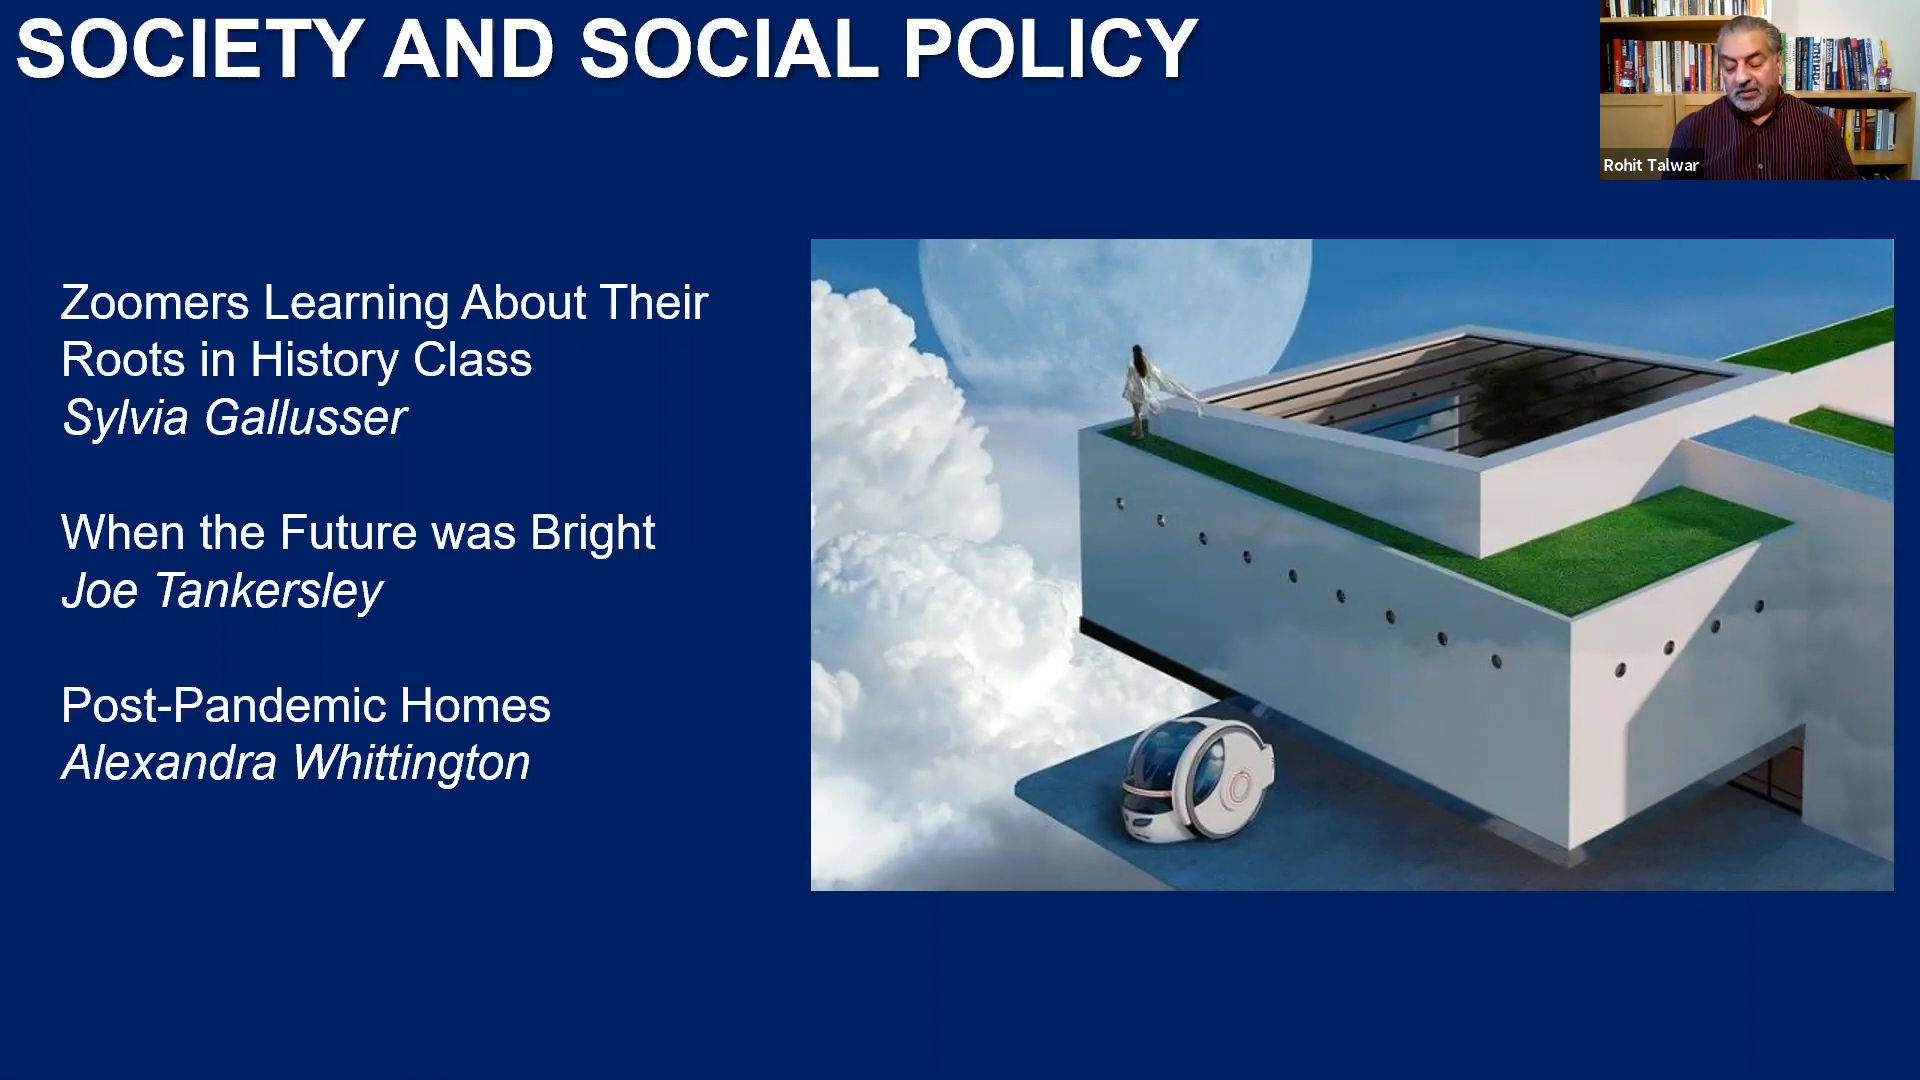 SOCIETY AND SOCIAL POLICY
Rohit Talwar
Zoomers Learning About Their
Roots in History Class
Sylvia Gallusser
When the Future was Bright
Joe Tankersley
Post-Pandemic Homes
Alexandra Whittington